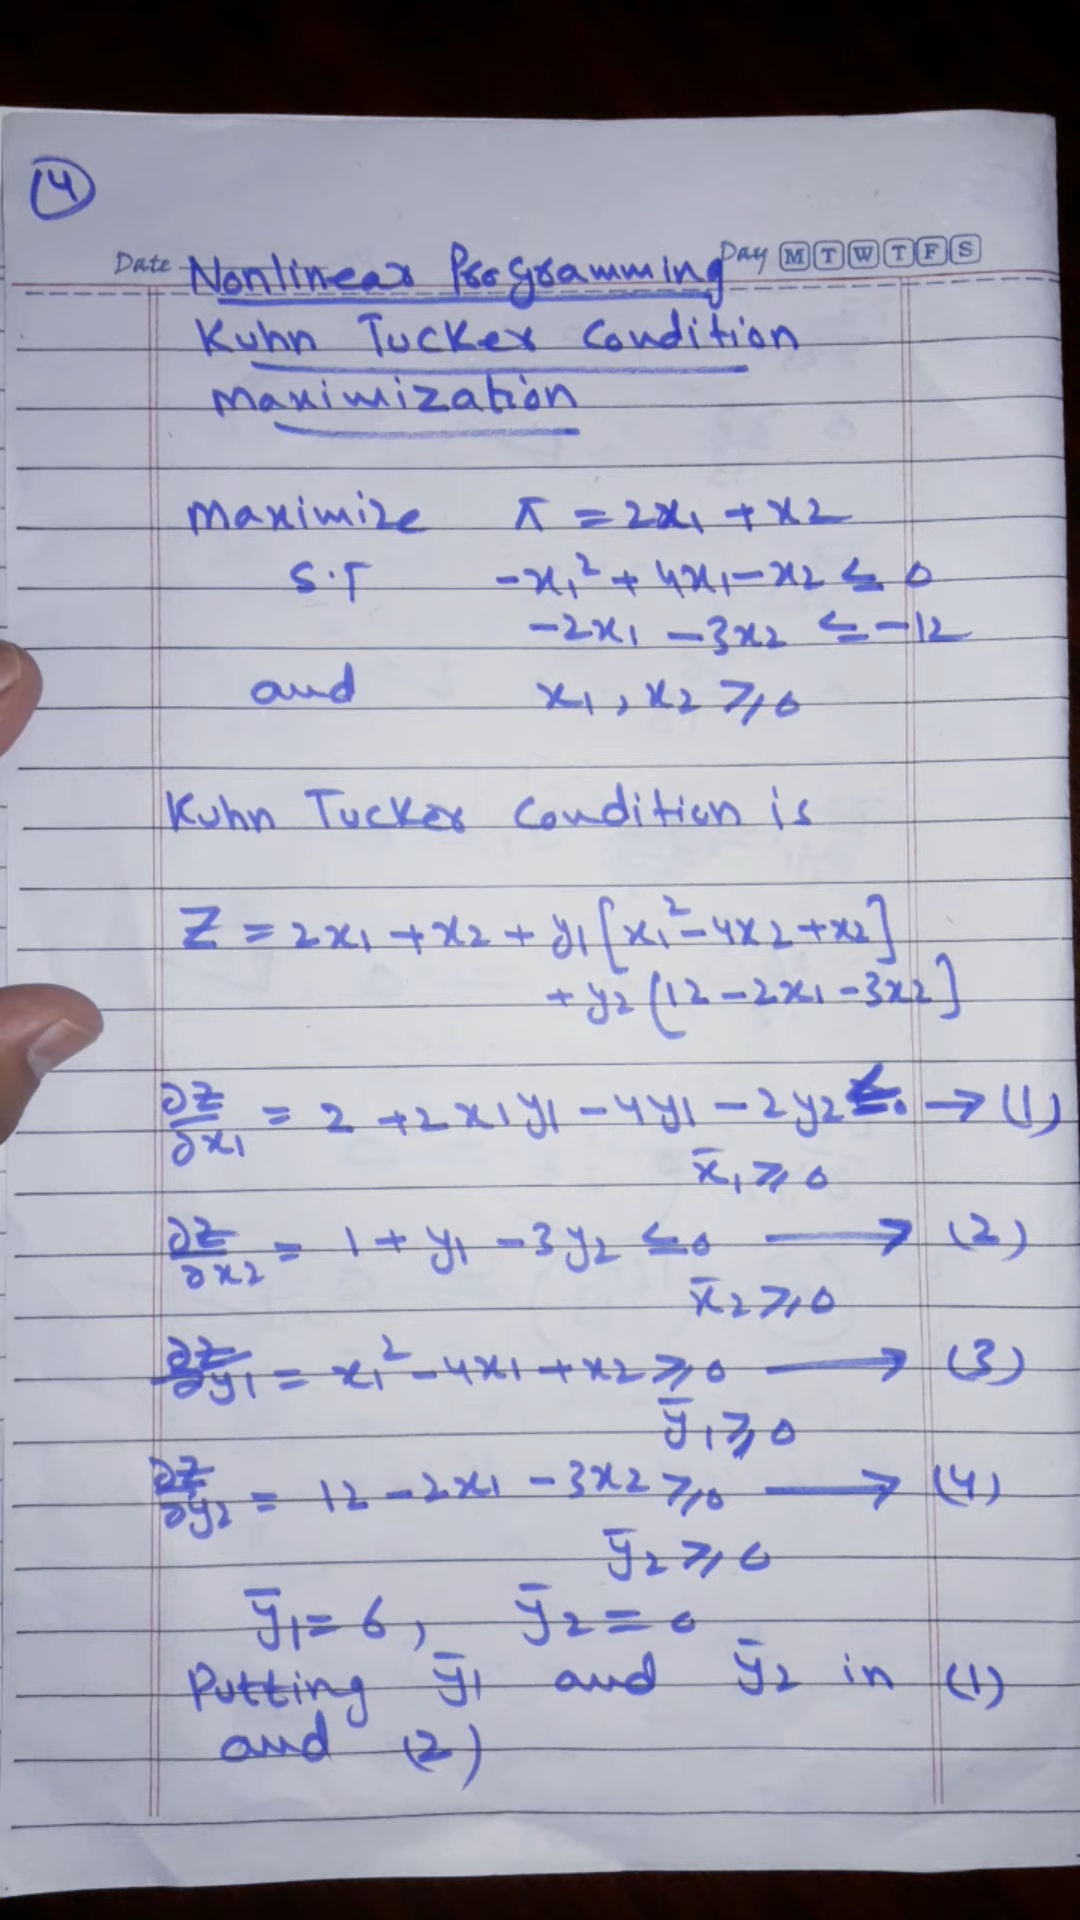 (4)
Date Nonlinear Programming Day M T W T F S
Kuhn Tucker Condition
Maximization
Maximize π = 2x₁ + x2
S.T -x₁² + 4x₁ - x2 ≤ 0
-2x₁ - 3x2 ≤ -12
and x₁, x₂ ≥ 0
Kuhn Tucker Condition is
Z = 2x₁ + x2 + y₁[x₁² - 4x2 + x2]
+ y₂[12 - 2x₁ - 3x2]
∂Z/∂x₁ = 2 + 2x₁y₁ - 4y₁ - 2y₂ ≤ 0 → (1)
x̄₁ ≥ 0
∂Z/∂x₂ = 1 + y₁ - 3y₂ ≤ 0 → (2)
x̄₂ ≥ 0
∂Z/∂y₁ = x₁² - 4x₁ + x2 ≥ 0 → (3)
ȳ₁ ≥ 0
∂Z/∂y₂ = 12 - 2x₁ - 3x2 ≥ 0 → (4)
ȳ₂ ≥ 0
ȳ₁ = 6, ȳ₂ = 0
Putting ȳ₁ and ȳ₂ in (1)
and (2)